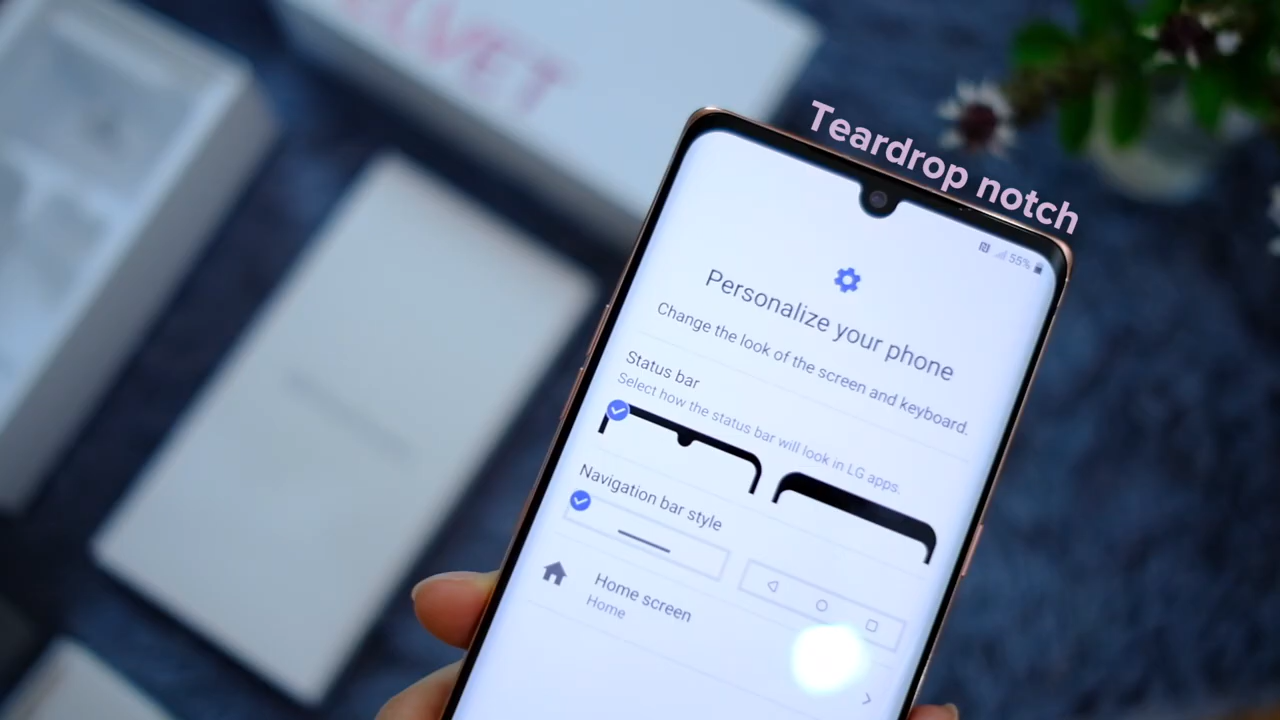 VELVET
Teardrop notch
55%
Personalize your phone
Change the look of the screen and keyboard.
Status bar
Select how the status bar will look in LG apps.
Navigation bar style
Home screen
Home